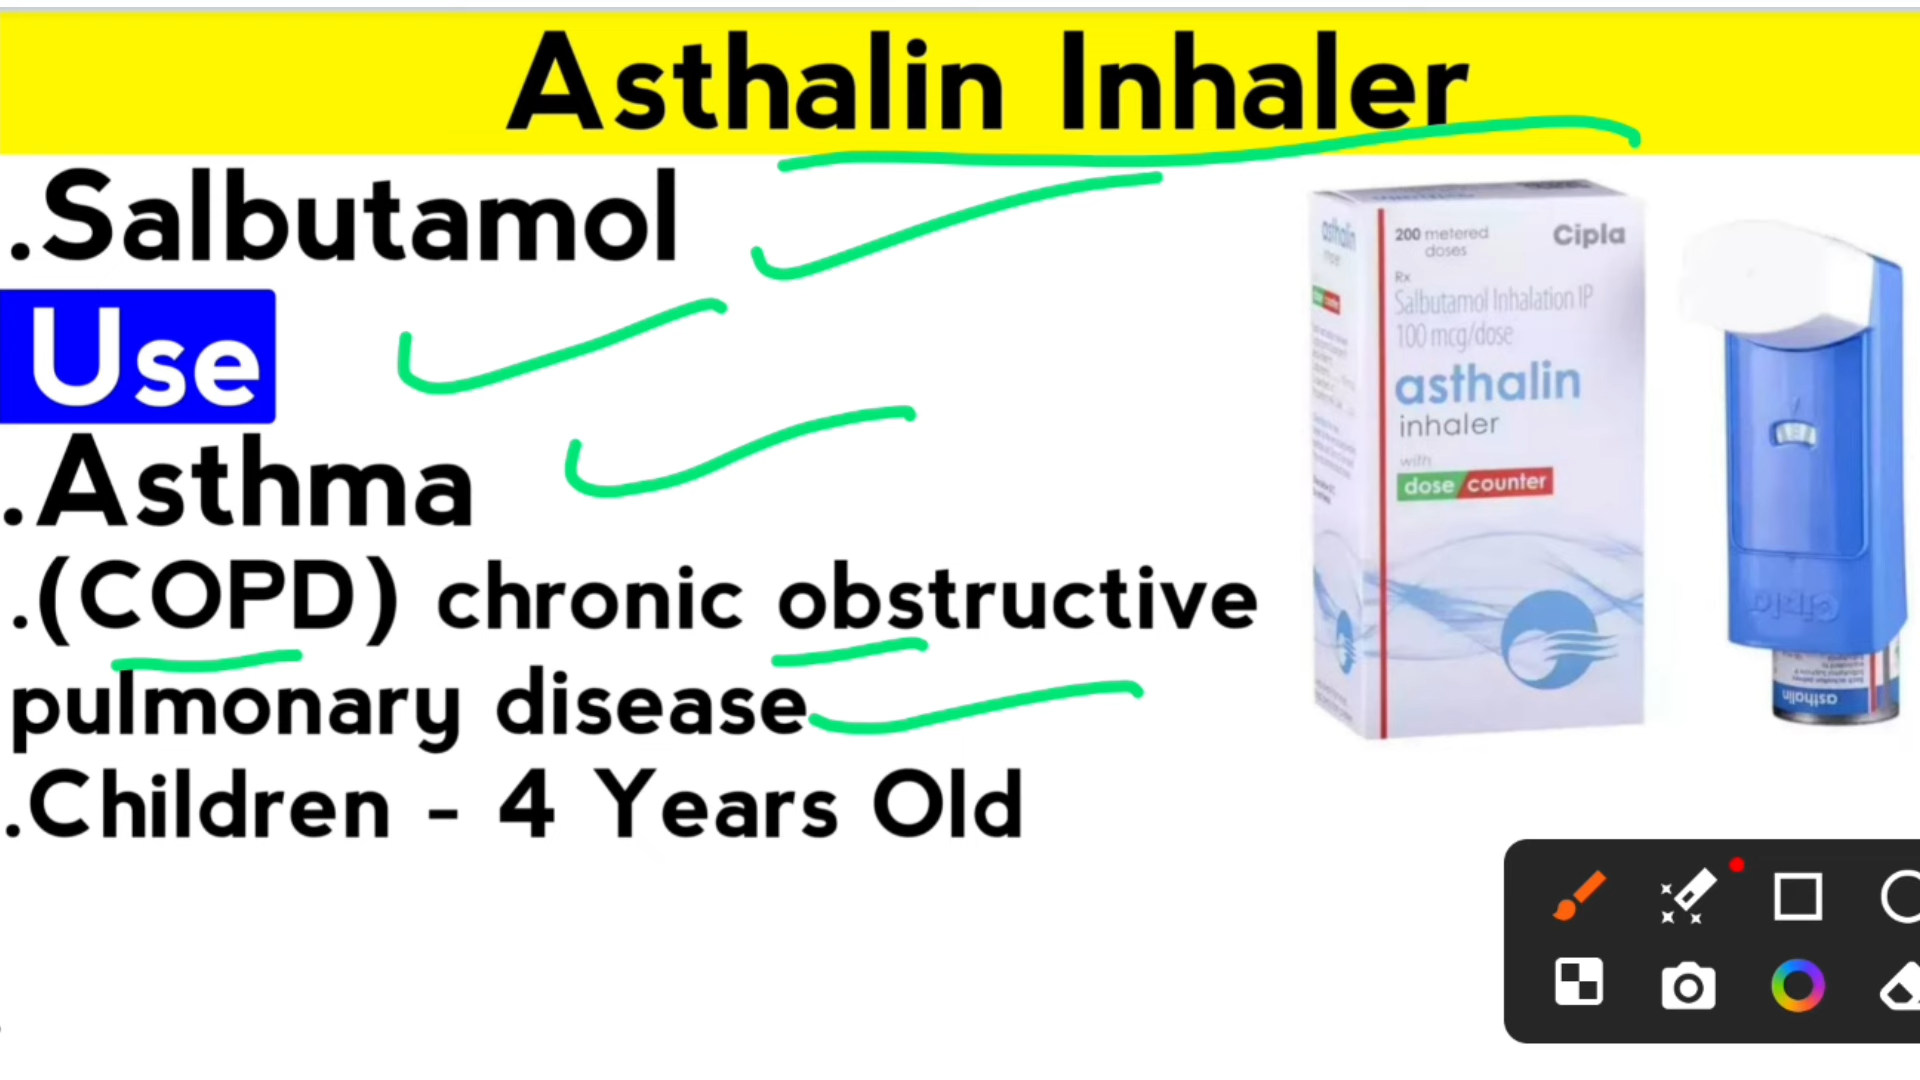 Asthalin Inhaler
.Salbutamol
Use
.Asthma
.(COPD) chronic obstructive
pulmonary disease
.Children - 4 Years Old
200 metered
doses
Cipla
Rx
Salbutamol Inhalation IP
100 mcg/dose
asthalin
inhaler
with
dose counter
asthalin
Cipla
asthalin